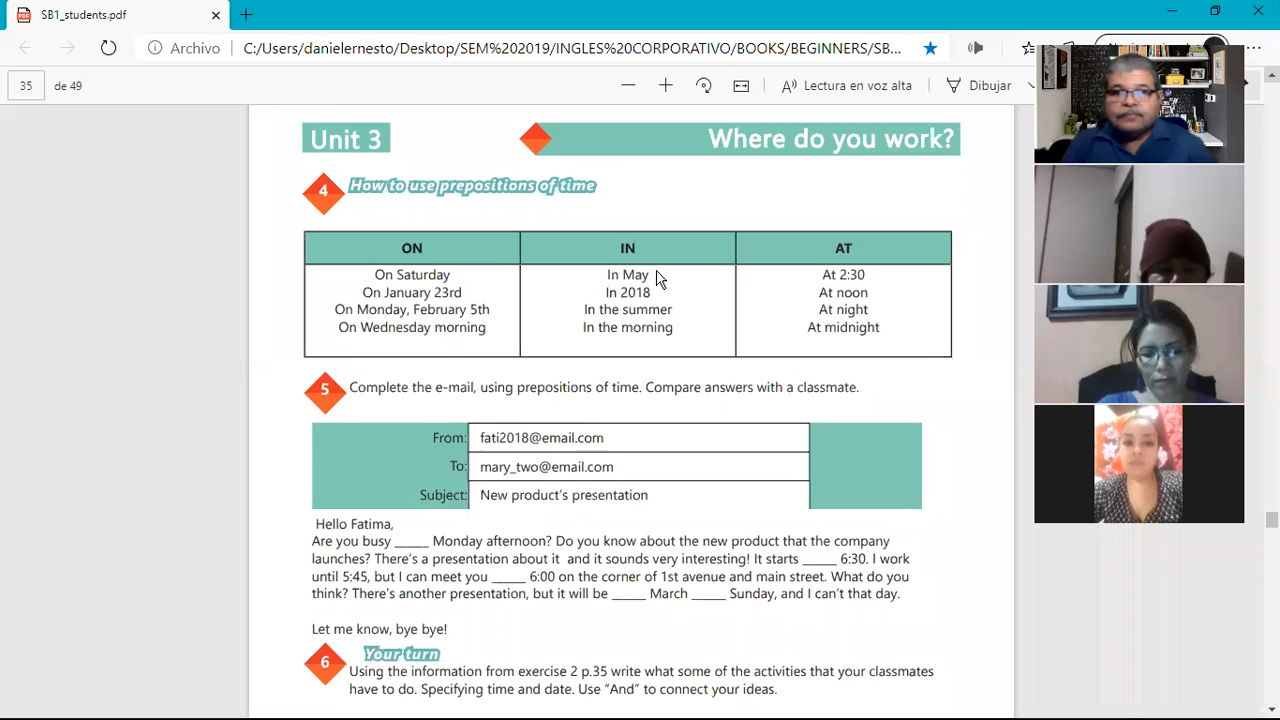 SB1_students.pdf
Archivo
C:/Users/danielernesto/Desktop/SEM%202019/INGLES%20CORPORATIVO/BOOKS/BEGINNERS/SB...
35 de 49
Lectura en voz alta
Dibujar
Unit 3
Where do you work?
4
How to use prepositions of time
ON IN AT
On Saturday In May At 2:30
On January 23rd In 2018 At noon
On Monday, February 5th In the summer At night
On Wednesday morning In the morning At midnight
5
Complete the e-mail, using prepositions of time. Compare answers with a classmate.
From: fati2018@email.com
To: mary_two@email.com
Subject: New product's presentation
Hello Fatima,
Are you busy _____ Monday afternoon? Do you know about the new product that the company
launches? There's a presentation about it and it sounds very interesting! It starts _____ 6:30. I work
until 5:45, but I can meet you _____ 6:00 on the corner of 1st avenue and main street. What do you
think? There's another presentation, but it will be _____ March _____ Sunday, and I can't that day.
Let me know, bye bye!
6
Your turn
Using the information from exercise 2 p.35 write what some of the activities that your classmates
have to do. Specifying time and date. Use "And" to connect your ideas.